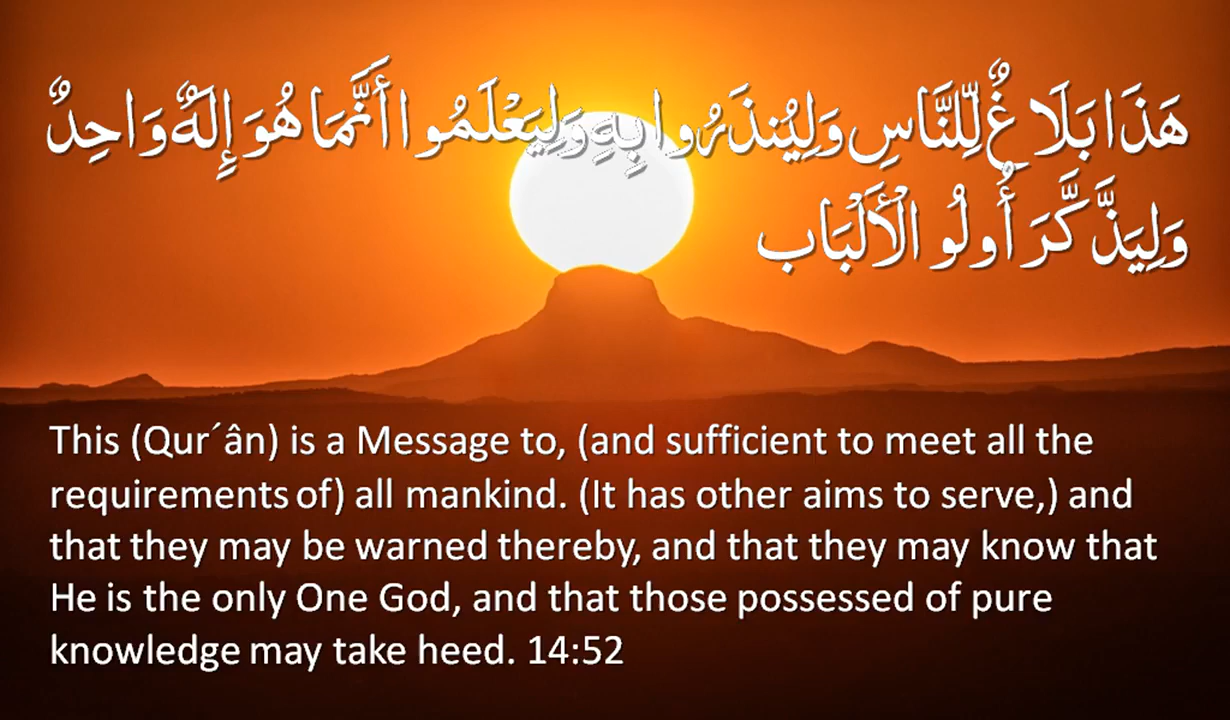 هَذَا بَلَاغٌ لِّلنَّاسِ وَلِيُنذَرُوا بِهِ وَلِيَعْلَمُوا أَنَّمَا هُوَ إِلَهٌ وَاحِدٌ
وَلِيَذَّكَّرَ أُولُو الْأَلْبَاب
This (Qur´ân) is a Message to, (and sufficient to meet all the
requirements of) all mankind. (It has other aims to serve,) and
that they may be warned thereby, and that they may know that
He is the only One God, and that those possessed of pure
knowledge may take heed. 14:52